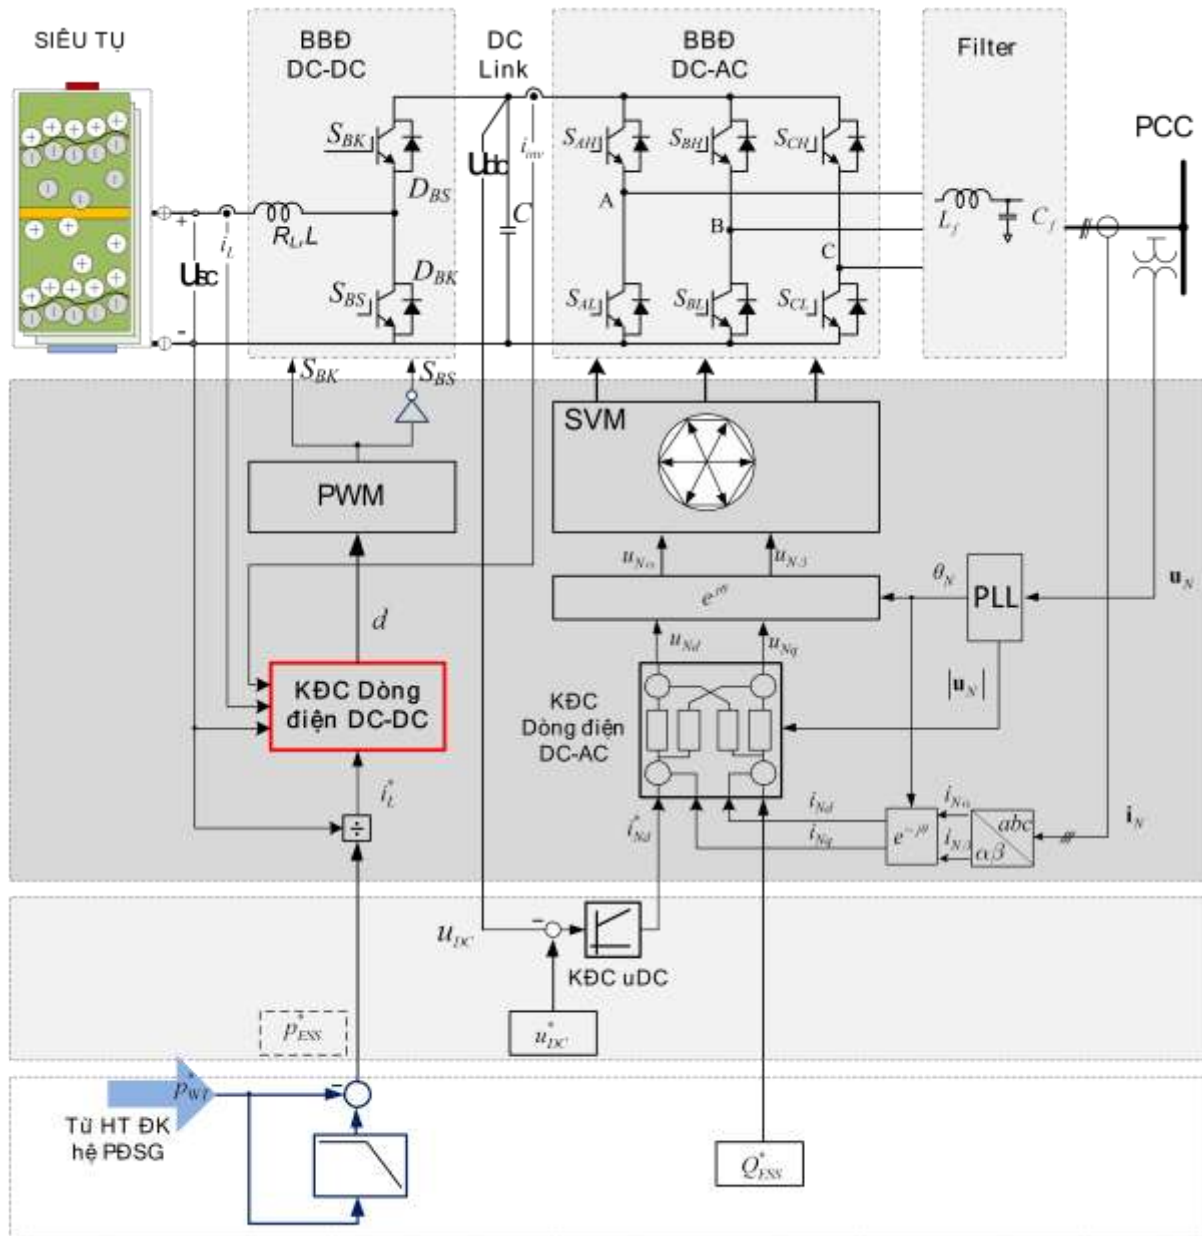 SIÊU TỤ
BBĐ
DC-DC
DC
Link
BBĐ
DC-AC
Filter
PCC
S_BK
D_BS
U_DC
i_inv
C
S_AH
S_BH
S_CH
A
B
C
L_f
C_f
+
i_L
R_L, L
U_SC
-
S_BS
D_BK
S_AL
S_BL
S_CL
S_BK
S_BS
SVM
PWM
u_Nα
u_Nβ
e^jθ
θ_N
PLL
u_N
d
u_Nd
u_Nq
|u_N|
KĐC Dòng
điện DC-DC
KĐC
Dòng điện
DC-AC
i*_L
÷
i*_Nd
i_Nd
i_Nq
e^-jθ
i_Nα
i_Nβ
abc
αβ
i_N
u_DC
-
KĐC uDC
p*_ESS
u*_DC
p*_WT
-
Từ HT ĐK
hệ PĐSG
Q*_ESS